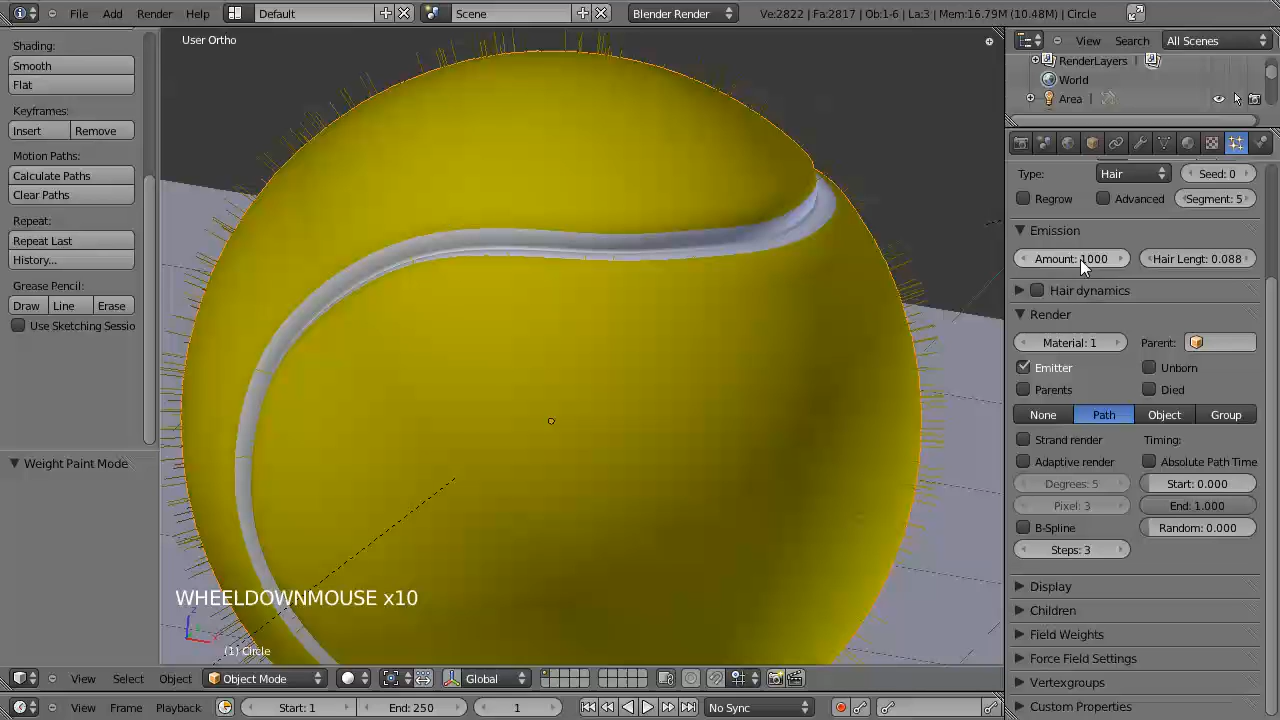 File Add Render Help Default Scene Blender Render Ve:2822 | Fa:2817 | Ob:1-6 | La:3 | Mem:16.79M (10.48M) | Circle
Shading:
Smooth
Flat
Keyframes:
Insert Remove
Motion Paths:
Calculate Paths
Clear Paths
Repeat:
Repeat Last
History...
Grease Pencil:
Draw Line Erase
Use Sketching Sessio
Weight Paint Mode
User Ortho
WHEELDOWNMOUSE x10
(1) Circle
View Search All Scenes
RenderLayers |
World
Area |
Type: Hair Seed: 0
Regrow Advanced Segment: 5
Emission
Amount: 1000 Hair Lengt: 0.088
Hair dynamics
Render
Material: 1 Parent:
Emitter Unborn
Parents Died
None Path Object Group
Strand render Timing:
Adaptive render Absolute Path Time
Degrees: 5 Start: 0.000
Pixel: 3 End: 1.000
B-Spline Random: 0.000
Steps: 3
Display
Children
Field Weights
Force Field Settings
Vertexgroups
Custom Properties
View Select Object Object Mode Global
View Frame Playback Start: 1 End: 250 1 No Sync